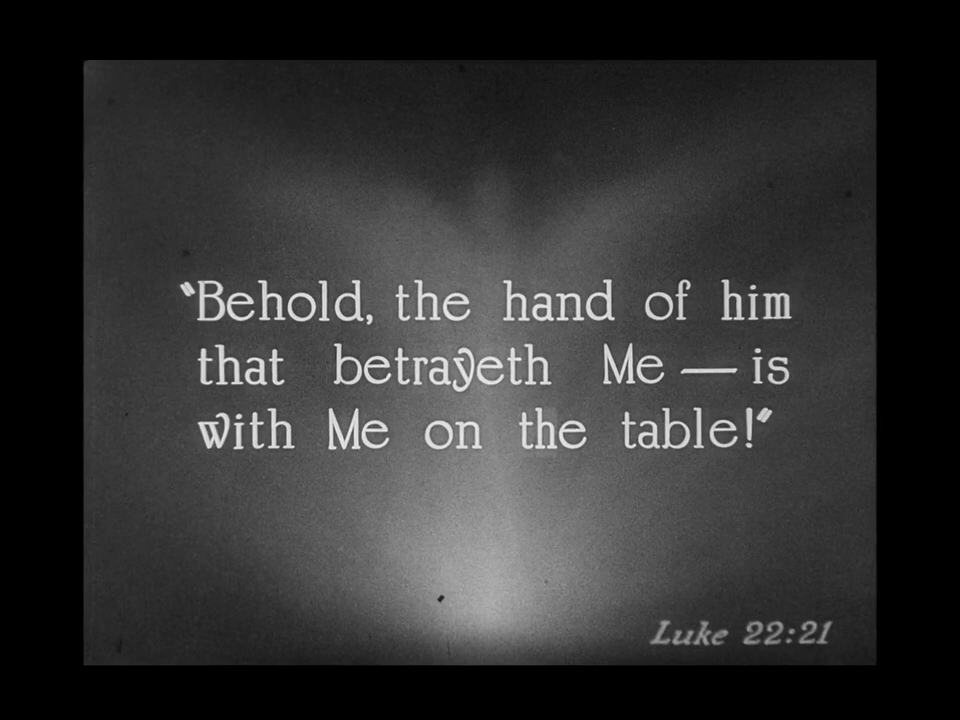 "Behold, the hand of him
that betrayeth Me — is
with Me on the table!"
Luke 22:21